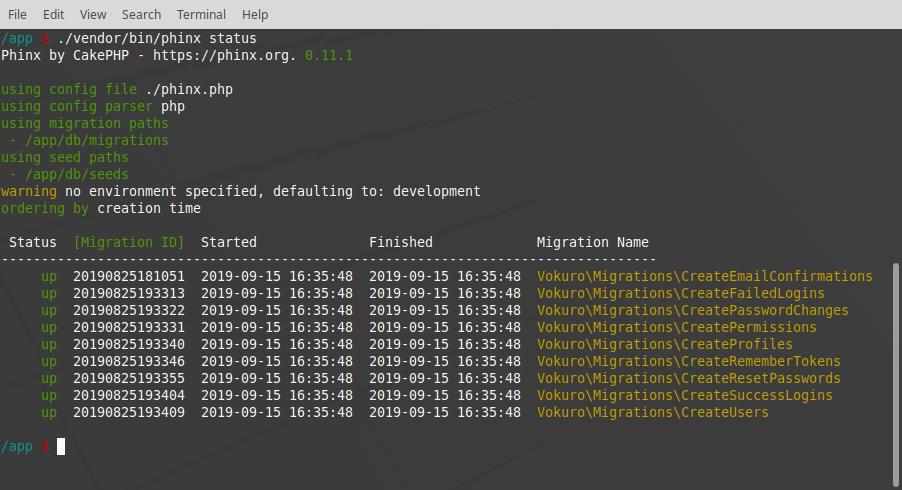 File Edit View Search Terminal Help
/app $ ./vendor/bin/phinx status
Phinx by CakePHP - https://phinx.org. 0.11.1
using config file ./phinx.php
using config parser php
using migration paths
- /app/db/migrations
using seed paths
- /app/db/seeds
warning no environment specified, defaulting to: development
ordering by creation time
Status [Migration ID] Started Finished Migration Name
----------------------------------------------------------------------------------
up 20190825181051 2019-09-15 16:35:48 2019-09-15 16:35:48 Vokuro\Migrations\CreateEmailConfirmations
up 20190825193313 2019-09-15 16:35:48 2019-09-15 16:35:48 Vokuro\Migrations\CreateFailedLogins
up 20190825193322 2019-09-15 16:35:48 2019-09-15 16:35:48 Vokuro\Migrations\CreatePasswordChanges
up 20190825193331 2019-09-15 16:35:48 2019-09-15 16:35:48 Vokuro\Migrations\CreatePermissions
up 20190825193340 2019-09-15 16:35:48 2019-09-15 16:35:48 Vokuro\Migrations\CreateProfiles
up 20190825193346 2019-09-15 16:35:48 2019-09-15 16:35:48 Vokuro\Migrations\CreateRememberTokens
up 20190825193355 2019-09-15 16:35:48 2019-09-15 16:35:48 Vokuro\Migrations\CreateResetPasswords
up 20190825193404 2019-09-15 16:35:48 2019-09-15 16:35:48 Vokuro\Migrations\CreateSuccessLogins
up 20190825193409 2019-09-15 16:35:48 2019-09-15 16:35:48 Vokuro\Migrations\CreateUsers
/app $